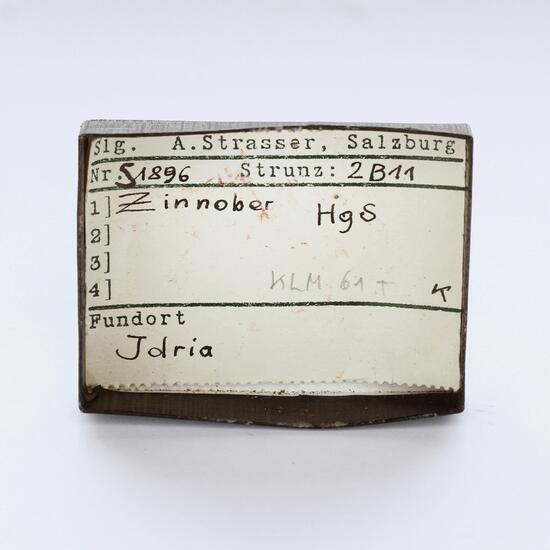 Slg. A.Strasser, Salzburg
Nr S1896 Strunz: 2B11
1] Zinnober HgS
2]
3]
4] KLM 61 + K
Fundort
Jdria